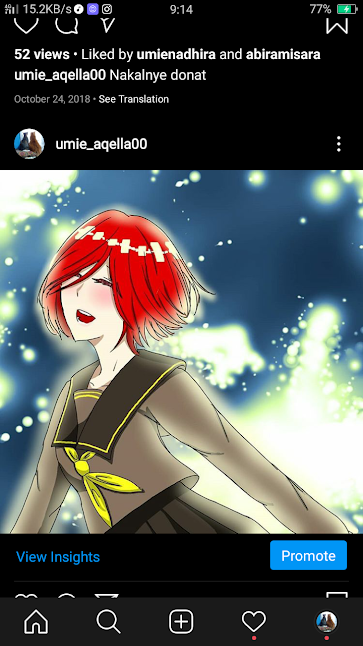 15.2KB/s 9:14 77%
52 views • Liked by umienadhira and abiramisara
umie_aqella00 Nakalnye donat
October 24, 2018 • See Translation
umie_aqella00
View Insights
Promote